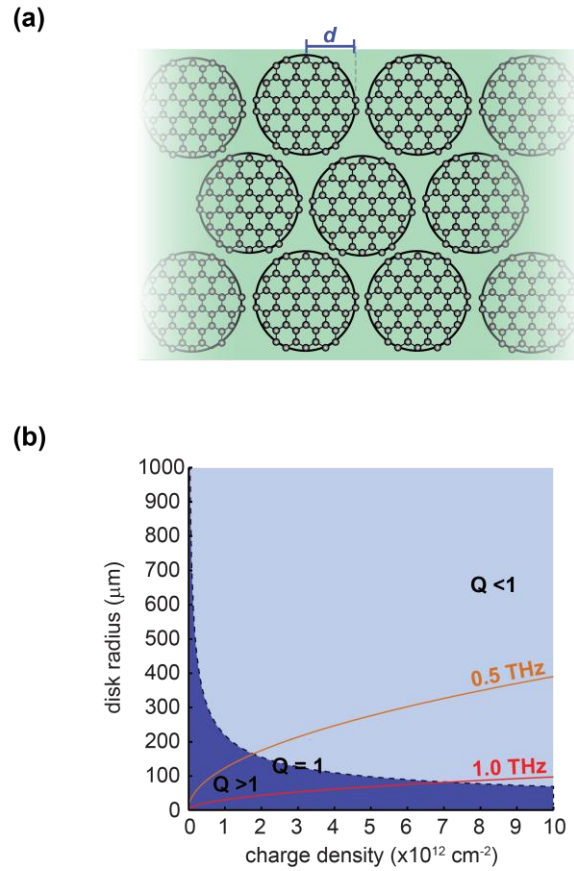 (a)
d
(b)
1000
900
800
700
600
500
400
300
200
100
0
disk radius (μm)
Q <1
0.5 THz
Q = 1
Q >1
1.0 THz
0 1 2 3 4 5 6 7 8 9 10
charge density (x10¹² cm⁻²)